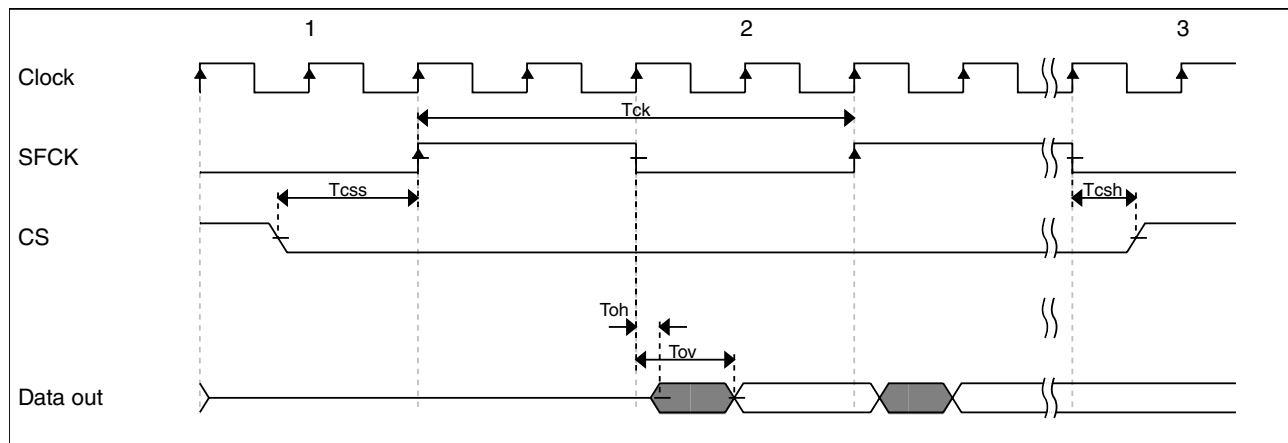 1 2 3
Clock
Tck
SFCK
Tcss Tcsh
CS
Toh
Tov
Data out